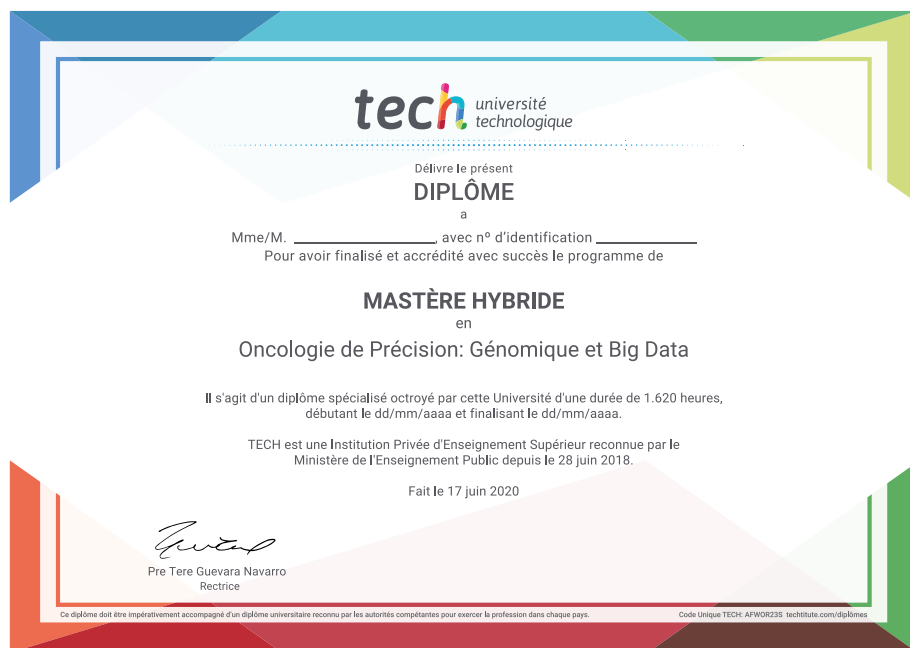 tech université
technologique
Délivre le présent
DIPLÔME
a
Mme/M. , avec nº d'identification
Pour avoir finalisé et accrédité avec succès le programme de
MASTÈRE HYBRIDE
en
Oncologie de Précision: Génomique et Big Data
Il s'agit d'un diplôme spécialisé octroyé par cette Université d'une durée de 1.620 heures,
débutant le dd/mm/aaaa et finalisant le dd/mm/aaaa.
TECH est une Institution Privée d'Enseignement Supérieur reconnue par le
Ministère de l'Enseignement Public depuis le 28 juin 2018.
Fait le 17 juin 2020
Pre Tere Guevara Navarro
Rectrice
Ce diplôme doit être impérativement accompagné d'un diplôme universitaire reconnu par les autorités compétentes pour exercer la profession dans chaque pays.
Code Unique TECH: AFWOR23S techtitute.com/diplômes